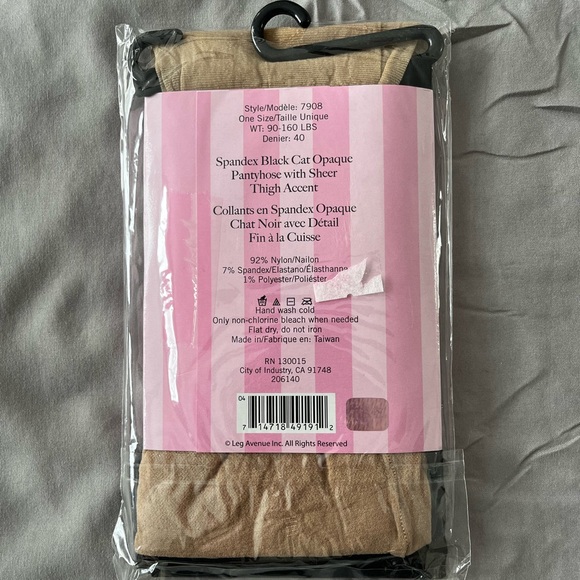 Style/Modèle: 7908
One Size/Taille Unique
WT: 90-160 LBS
Denier: 40
Spandex Black Cat Opaque
Pantyhose with Sheer
Thigh Accent
Collants en Spandex Opaque
Chat Noir avec Détail
Fin à la Cuisse
92% Nylon/Nailon
7% Spandex/Elastano/Élasthanne
1% Polyester/Poliéster
Hand wash cold
Only non-chlorine bleach when needed
Flat dry, do not iron
Made in/Fabrique en: Taiwan
RN 130015
City of Industry, CA 91748
206140
04
7 14718 49191 2
© Leg Avenue Inc. All Rights Reserved